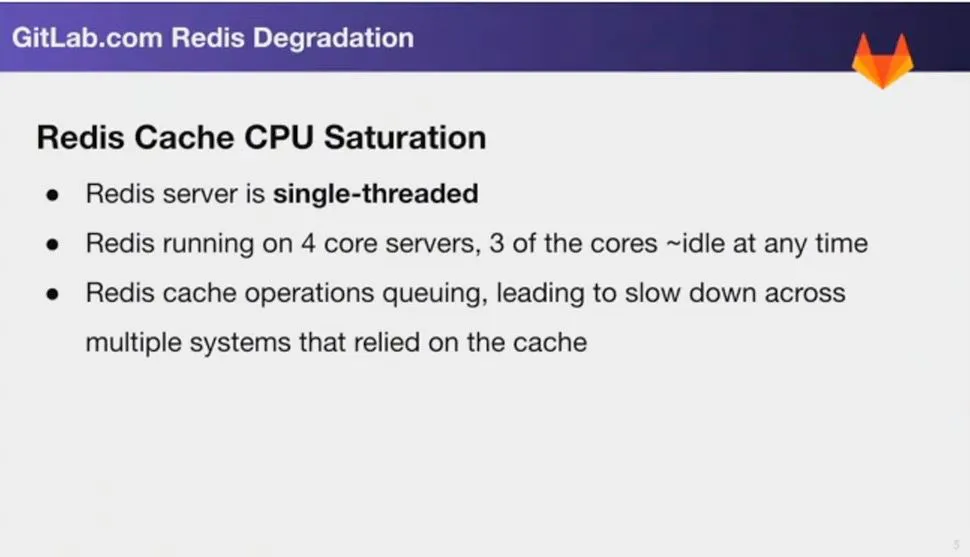 GitLab.com Redis Degradation
Redis Cache CPU Saturation
● Redis server is single-threaded
● Redis running on 4 core servers, 3 of the cores ~idle at any time
● Redis cache operations queuing, leading to slow down across
multiple systems that relied on the cache
5